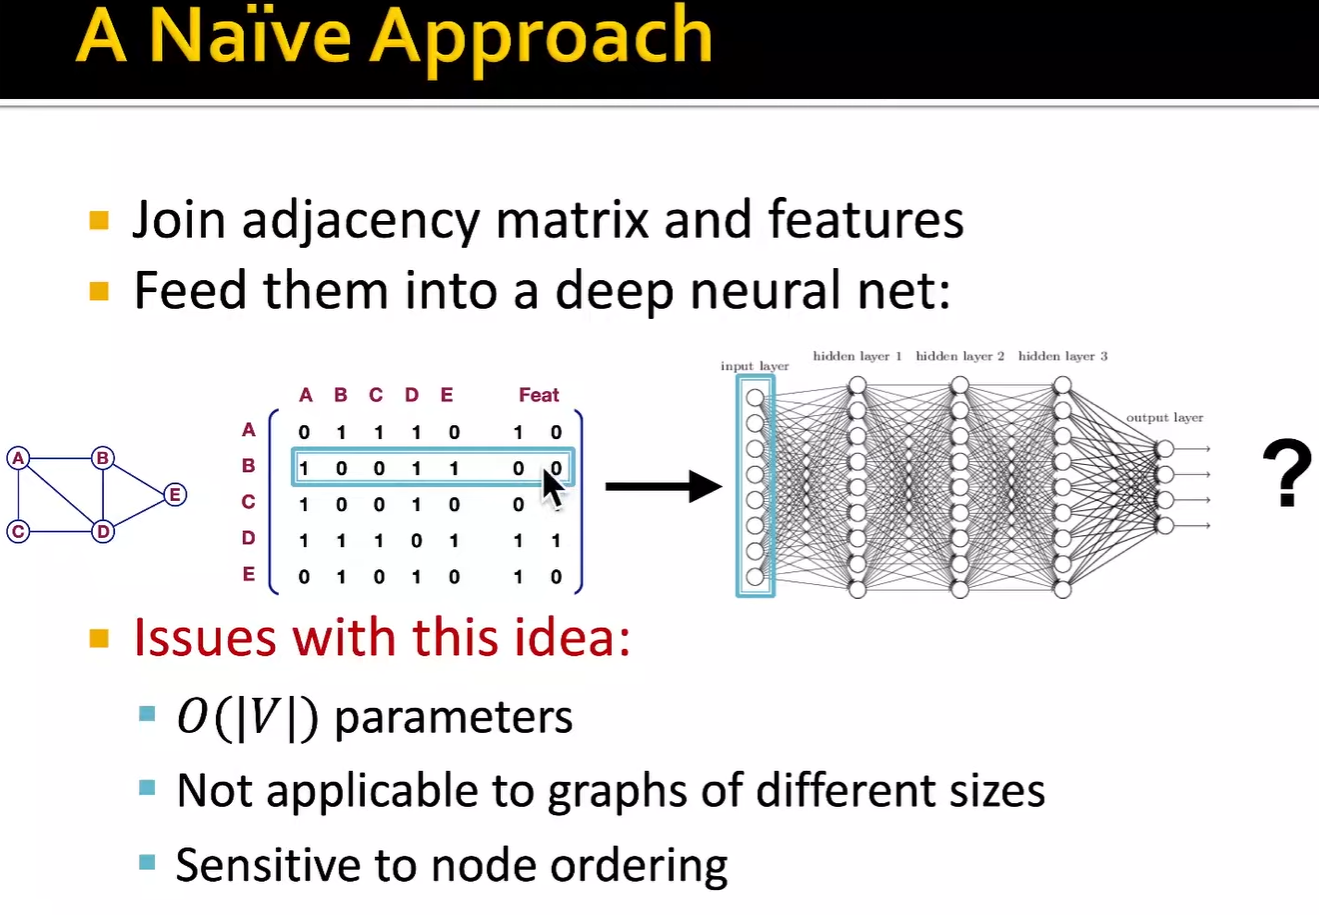 A Naïve Approach
Join adjacency matrix and features
Feed them into a deep neural net:
A B C D E Feat
A 0 1 1 1 0 1 0
B 1 0 0 1 1 0 0
C 1 0 0 1 0 0
D 1 1 1 0 1 1 1
E 0 1 0 1 0 1 0
A B
E
C D
input layer
hidden layer 1 hidden layer 2 hidden layer 3
output layer
?
Issues with this idea:
O(|V|) parameters
Not applicable to graphs of different sizes
Sensitive to node ordering